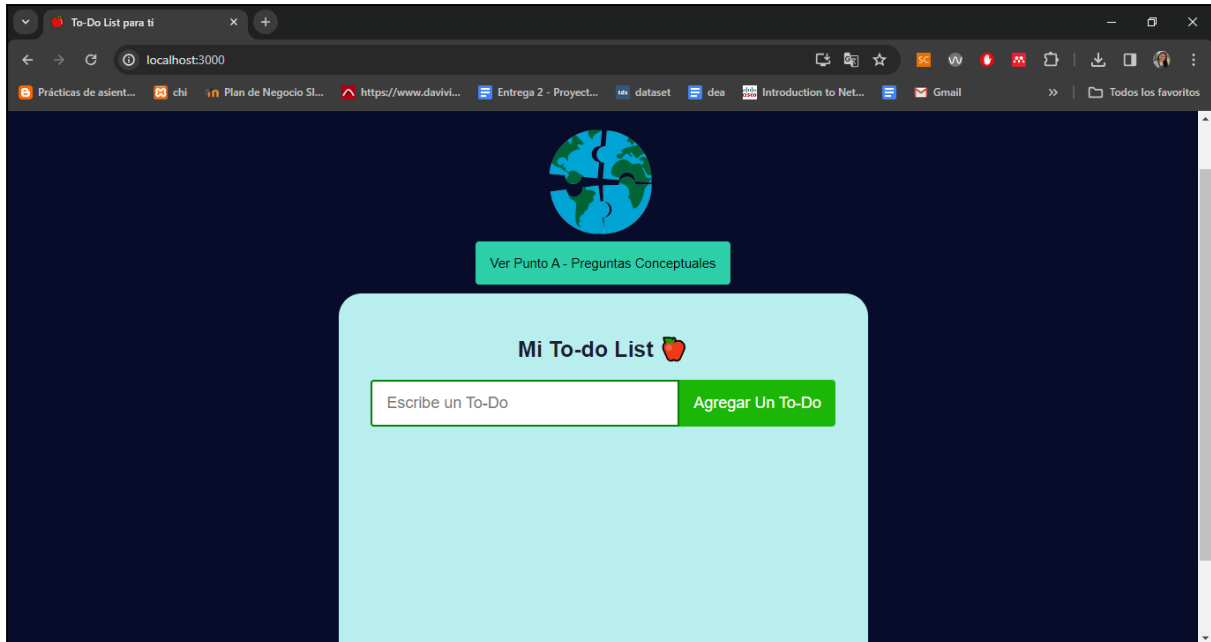 To-Do List para tí
localhost:3000
Prácticas de asient... chi Plan de Negocio SI... https://www.davivi... Entrega 2 - Proyect... tda dataset dea Introduction to Net... Gmail Todos los favoritos
Ver Punto A - Preguntas Conceptuales
Mi To-do List
Escribe un To-Do Agregar Un To-Do